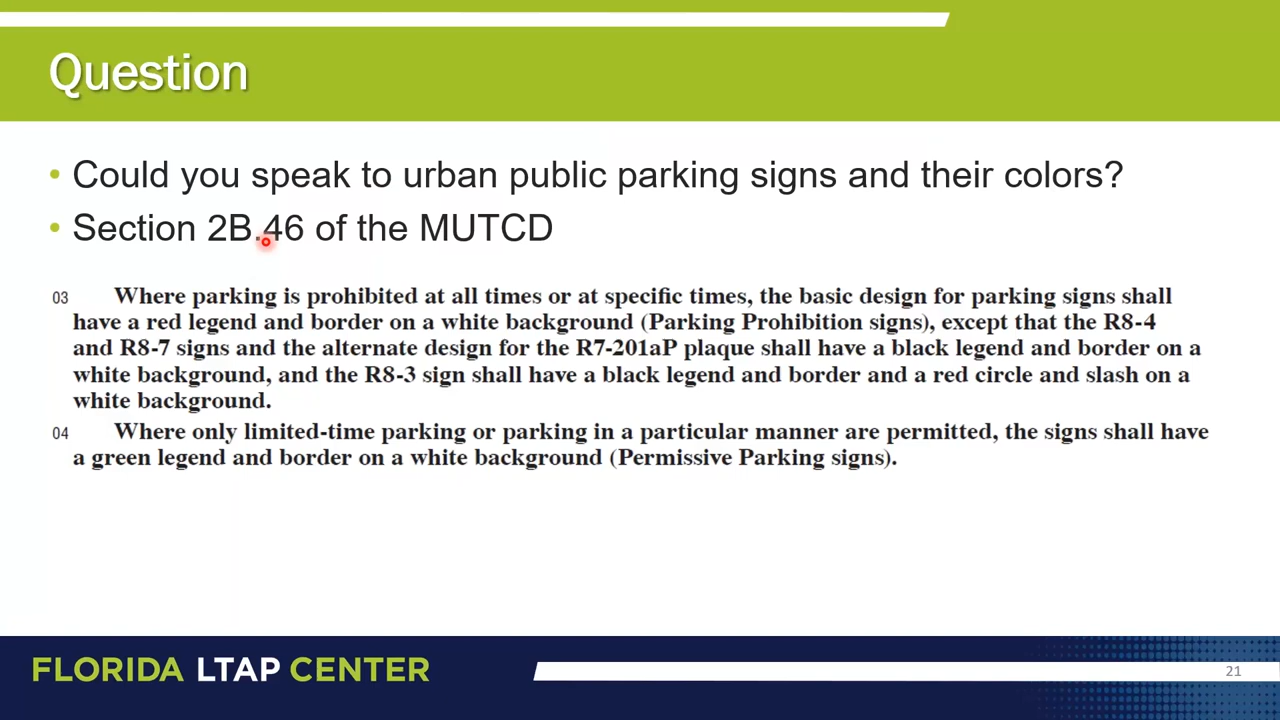 Question
• Could you speak to urban public parking signs and their colors?
• Section 2B.46 of the MUTCD
03 Where parking is prohibited at all times or at specific times, the basic design for parking signs shall
have a red legend and border on a white background (Parking Prohibition signs), except that the R8-4
and R8-7 signs and the alternate design for the R7-201aP plaque shall have a black legend and border on a
white background, and the R8-3 sign shall have a black legend and border and a red circle and slash on a
white background.
04 Where only limited-time parking or parking in a particular manner are permitted, the signs shall have
a green legend and border on a white background (Permissive Parking signs).
FLORIDA LTAP CENTER
21